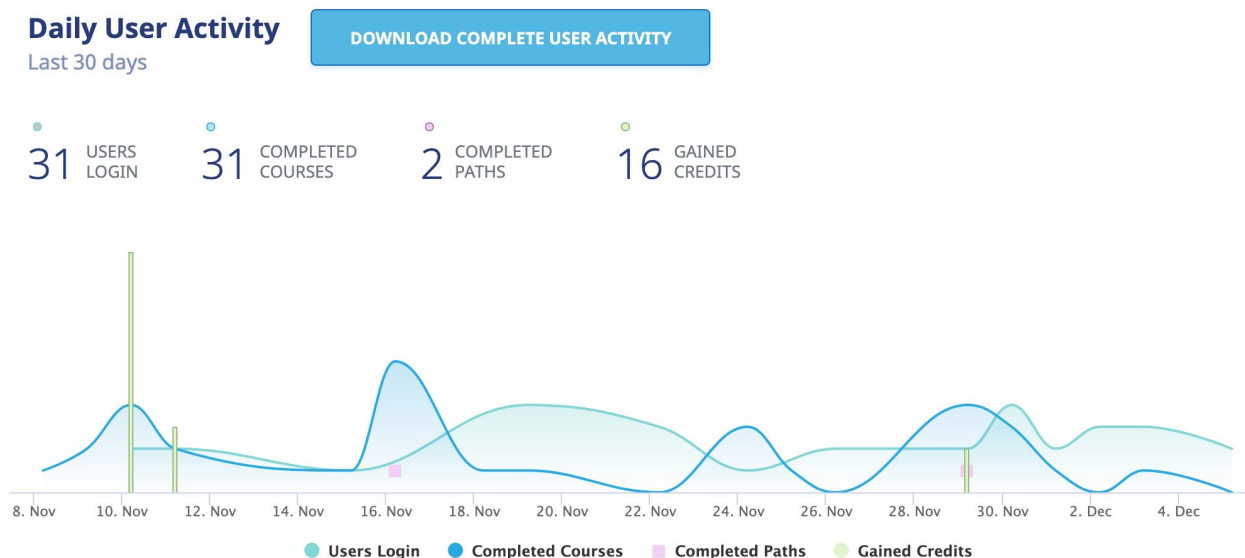 Daily User Activity
DOWNLOAD COMPLETE USER ACTIVITY
Last 30 days
31 USERS LOGIN
31 COMPLETED COURSES
2 COMPLETED PATHS
16 GAINED CREDITS
8. Nov 10. Nov 12. Nov 14. Nov 16. Nov 18. Nov 20. Nov 22. Nov 24. Nov 26. Nov 28. Nov 30. Nov 2. Dec 4. Dec
Users Login Completed Courses Completed Paths Gained Credits